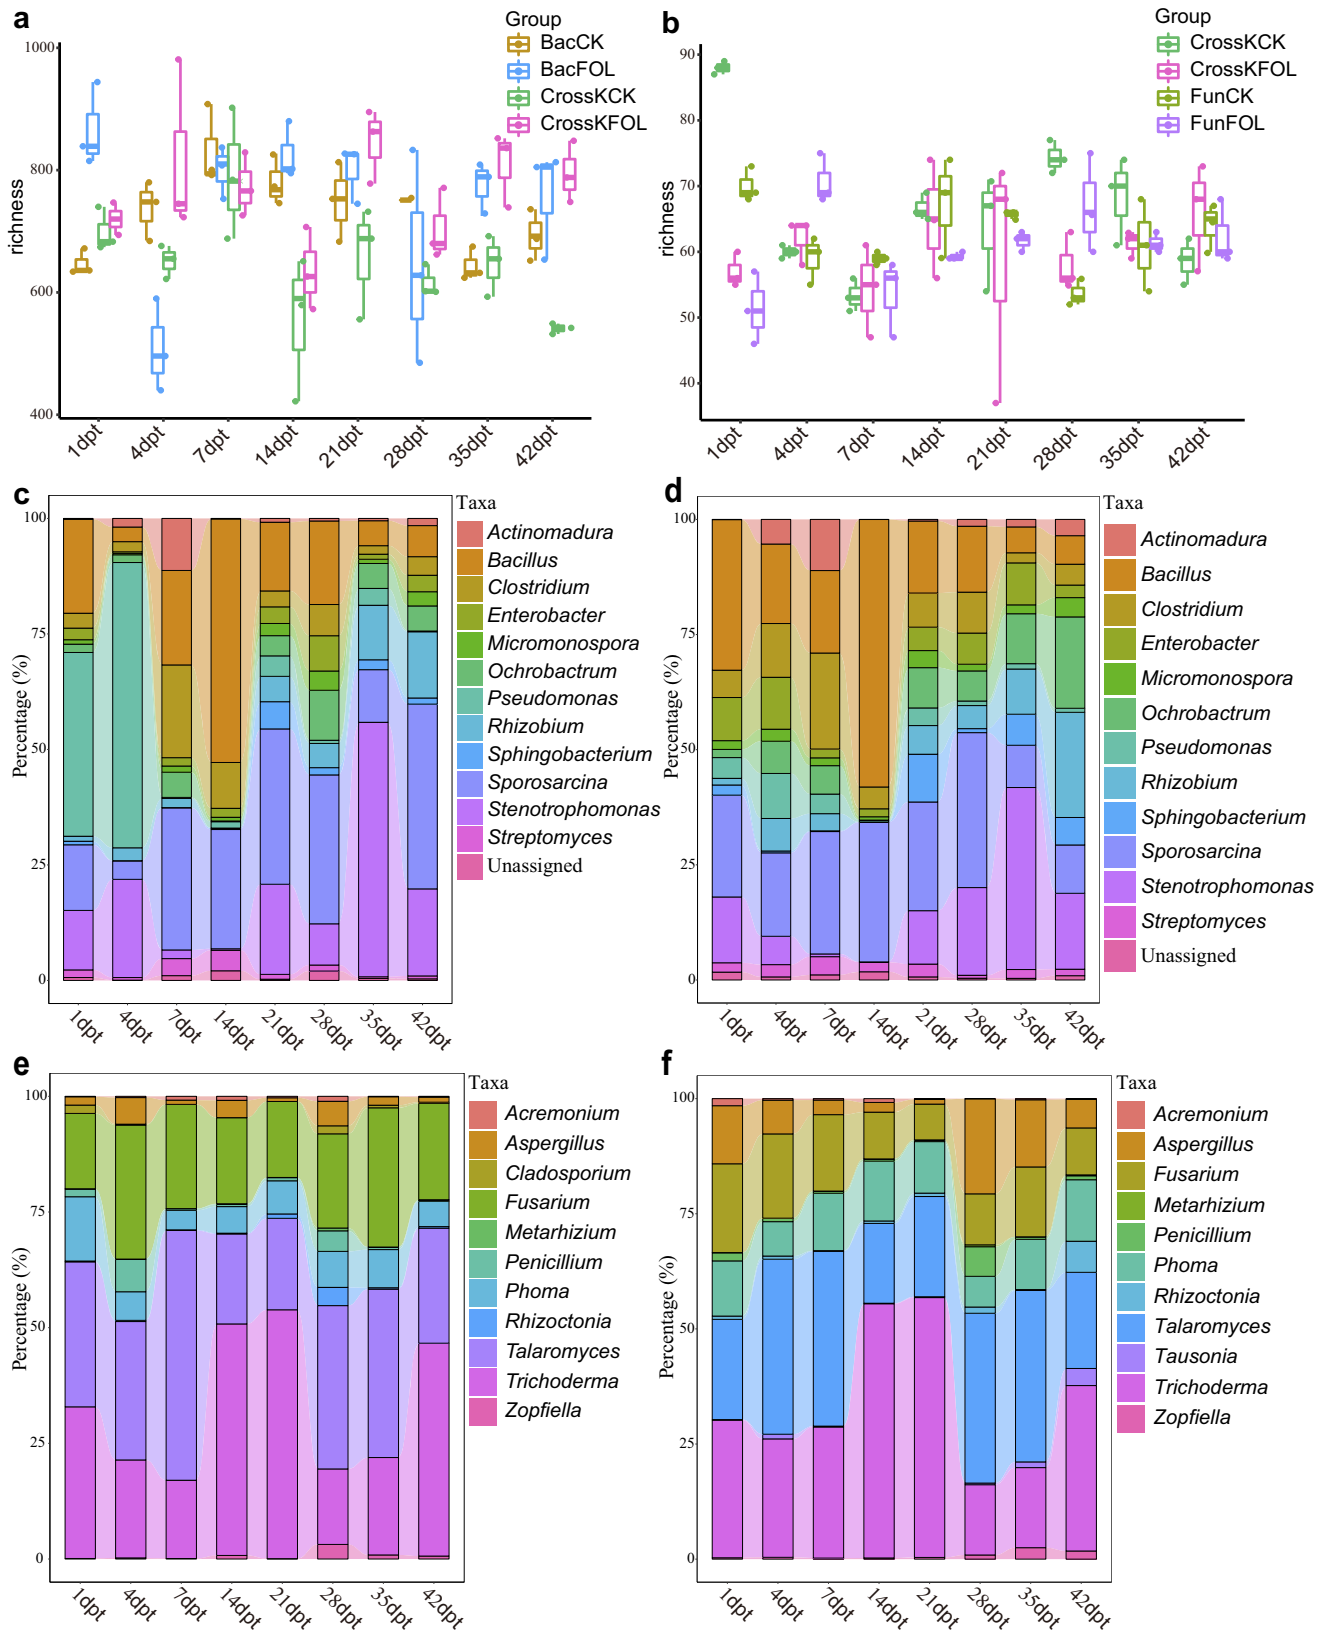 a
Group
BacCK
BacFOL
CrossKCK
CrossKFOL
richness
1000
800
600
400
1dpt
4dpt
7dpt
14dpt
21dpt
28dpt
35dpt
42dpt
b
Group
CrossKCK
CrossKFOL
FunCK
FunFOL
richness
90
80
70
60
50
40
1dpt
4dpt
7dpt
14dpt
21dpt
28dpt
35dpt
42dpt
c
Percentage (%)
100
75
50
25
0
1dpt
4dpt
7dpt
14dpt
21dpt
28dpt
35dpt
42dpt
Taxa
Actinomadura
Bacillus
Clostridium
Enterobacter
Micromonospora
Ochrobactrum
Pseudomonas
Rhizobium
Sphingobacterium
Sporosarcina
Stenotrophomonas
Streptomyces
Unassigned
d
Percentage (%)
100
75
50
25
0
1dpt
4dpt
7dpt
14dpt
21dpt
28dpt
35dpt
42dpt
Taxa
Actinomadura
Bacillus
Clostridium
Enterobacter
Micromonospora
Ochrobactrum
Pseudomonas
Rhizobium
Sphingobacterium
Sporosarcina
Stenotrophomonas
Streptomyces
Unassigned
e
Percentage (%)
100
75
50
25
0
1dpt
4dpt
7dpt
14dpt
21dpt
28dpt
35dpt
42dpt
Taxa
Acremonium
Aspergillus
Cladosporium
Fusarium
Metarhizium
Penicillium
Phoma
Rhizoctonia
Talaromyces
Trichoderma
Zopfiella
f
Percentage (%)
100
75
50
25
0
1dpt
4dpt
7dpt
14dpt
21dpt
28dpt
35dpt
42dpt
Taxa
Acremonium
Aspergillus
Fusarium
Metarhizium
Penicillium
Phoma
Rhizoctonia
Talaromyces
Tausonia
Trichoderma
Zopfiella